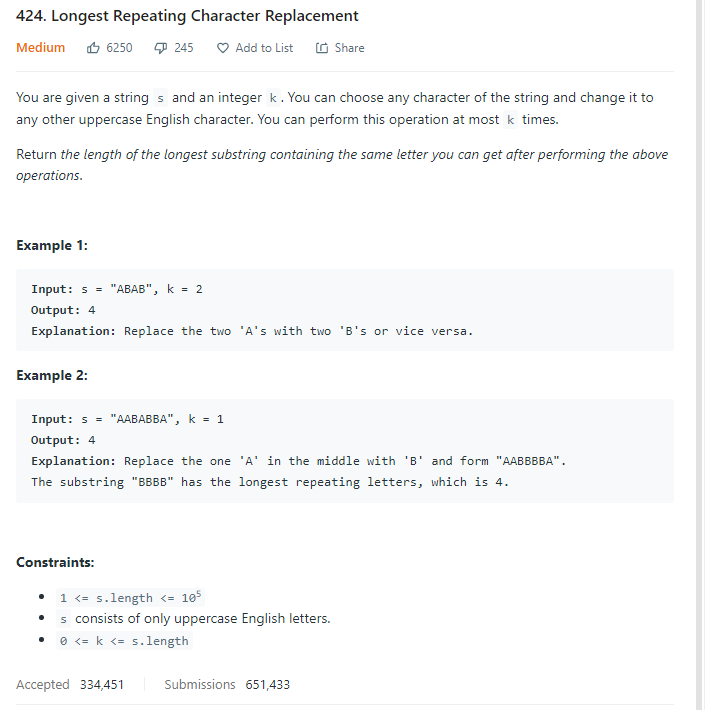 424. Longest Repeating Character Replacement
Medium 6250 245 Add to List Share
You are given a string s and an integer k. You can choose any character of the string and change it to
any other uppercase English character. You can perform this operation at most k times.
Return the length of the longest substring containing the same letter you can get after performing the above
operations.
Example 1:
Input: s = "ABAB", k = 2
Output: 4
Explanation: Replace the two 'A's with two 'B's or vice versa.
Example 2:
Input: s = "AABABBA", k = 1
Output: 4
Explanation: Replace the one 'A' in the middle with 'B' and form "AABBBBA".
The substring "BBBB" has the longest repeating letters, which is 4.
Constraints:
• 1 <= s.length <= 10⁵
• s consists of only uppercase English letters.
• 0 <= k <= s.length
Accepted 334,451 Submissions 651,433